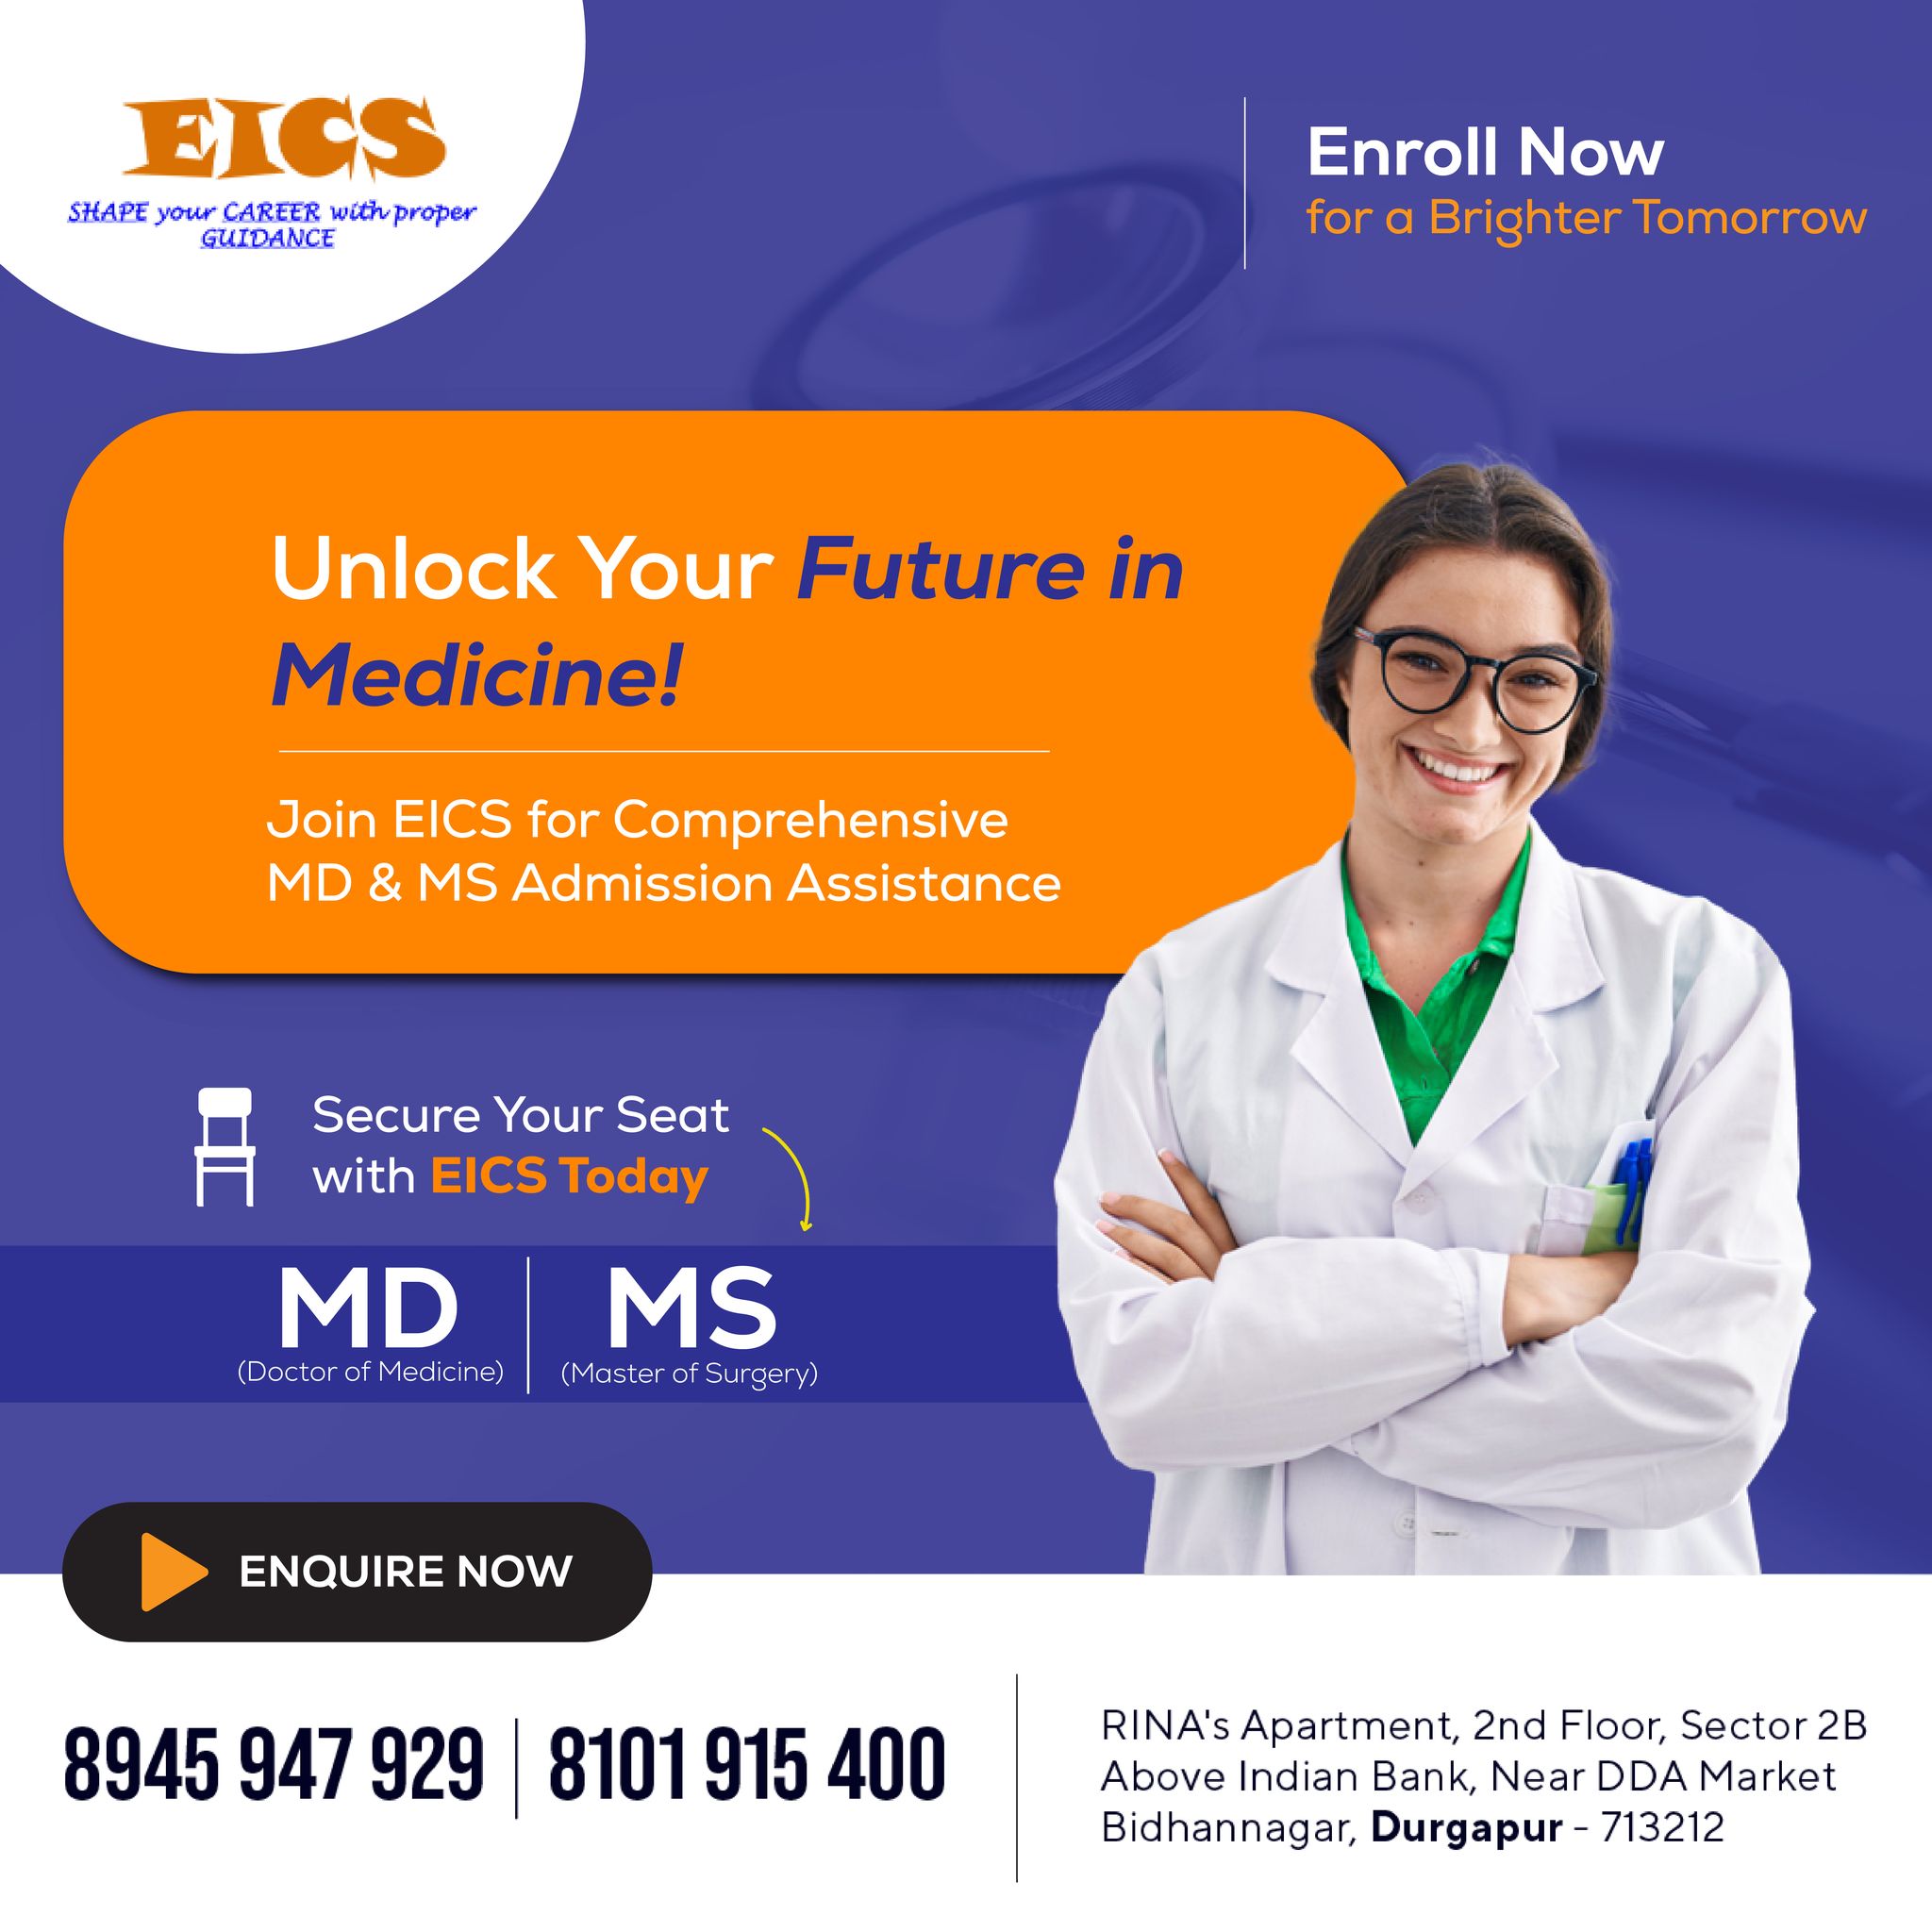 EICS
SHAPE your CAREER with proper
GUIDANCE
Enroll Now
for a Brighter Tomorrow
Unlock Your Future in
Medicine!
Join EICS for Comprehensive
MD & MS Admission Assistance
Secure Your Seat
with EICS Today
MD
(Doctor of Medicine)
MS
(Master of Surgery)
ENQUIRE NOW
8945 947 929 | 8101 915 400
RINA's Apartment, 2nd Floor, Sector 2B
Above Indian Bank, Near DDA Market
Bidhannagar, Durgapur - 713212